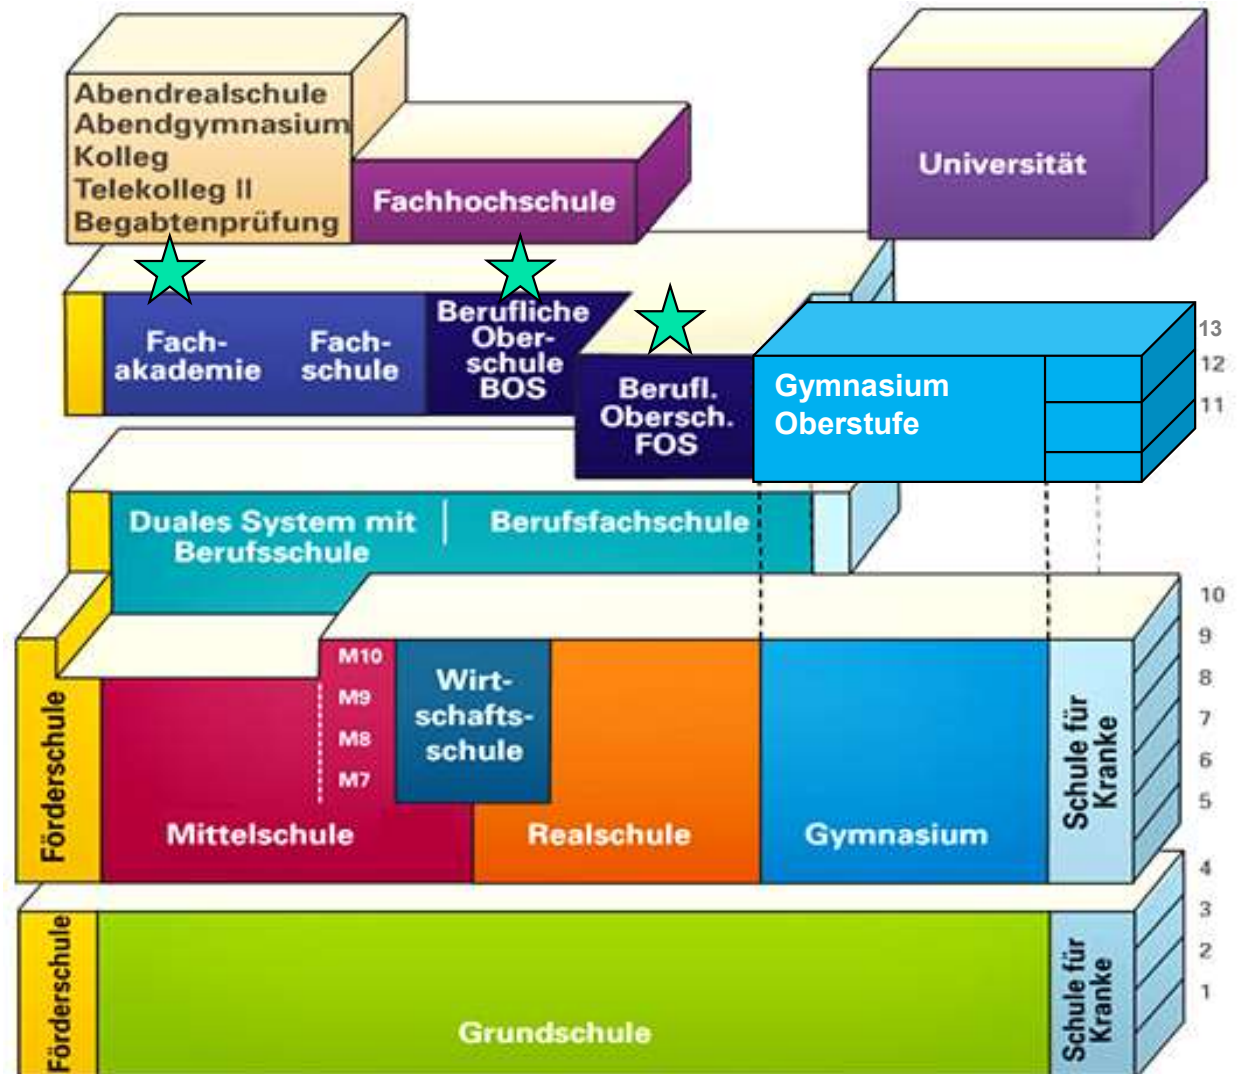 Abendrealschule
Abendgymnasium
Kolleg
Telekolleg II
Begabtenprüfung
Fachhochschule
Universität
Fach-
akademie
Fach-
schule
Berufliche
Ober-
schule
BOS
Berufl.
Obersch.
FOS
Gymnasium
Oberstufe
13
12
11
Duales System mit
Berufsschule
Berufsfachschule
10
9
8
7
6
5
Förderschule
M10
M9
M8
M7
Mittelschule
Wirt-
schafts-
schule
Realschule
Gymnasium
Schule für
Kranke
4
3
2
1
Förderschule
Grundschule
Schule für
Kranke